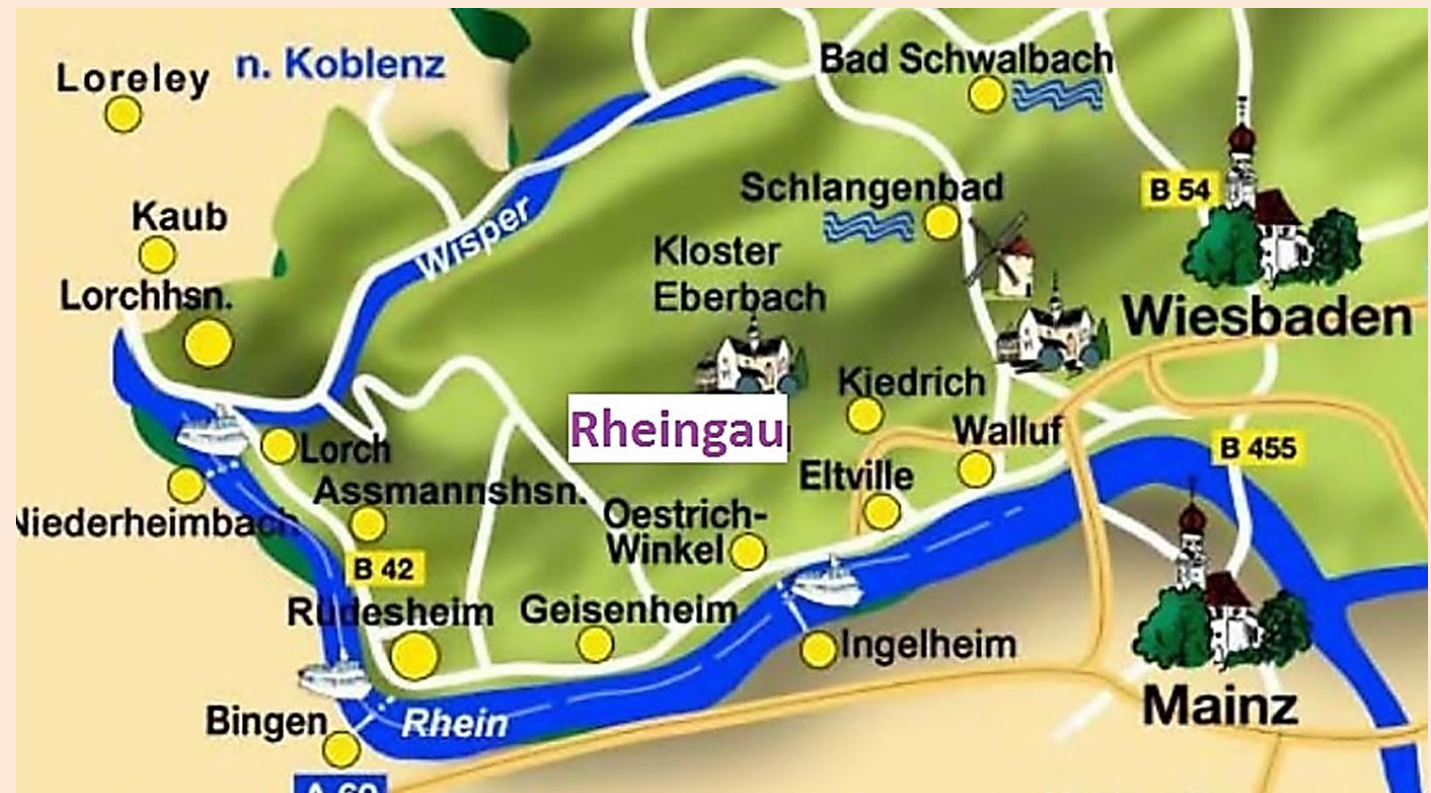 Loreley
n. Koblenz
Bad Schwalbach
Kaub
Wisper
Schlangenbad
B 54
Lorchhsn.
Kloster
Eberbach
Wiesbaden
Kiedrich
Rheingau
Walluf
B 455
Lorch
Eltville
Assmannshsn.
Niederheimbach
Oestrich-
Winkel
B 42
Rüdesheim
Geisenheim
Ingelheim
Mainz
Bingen
Rhein
A 60